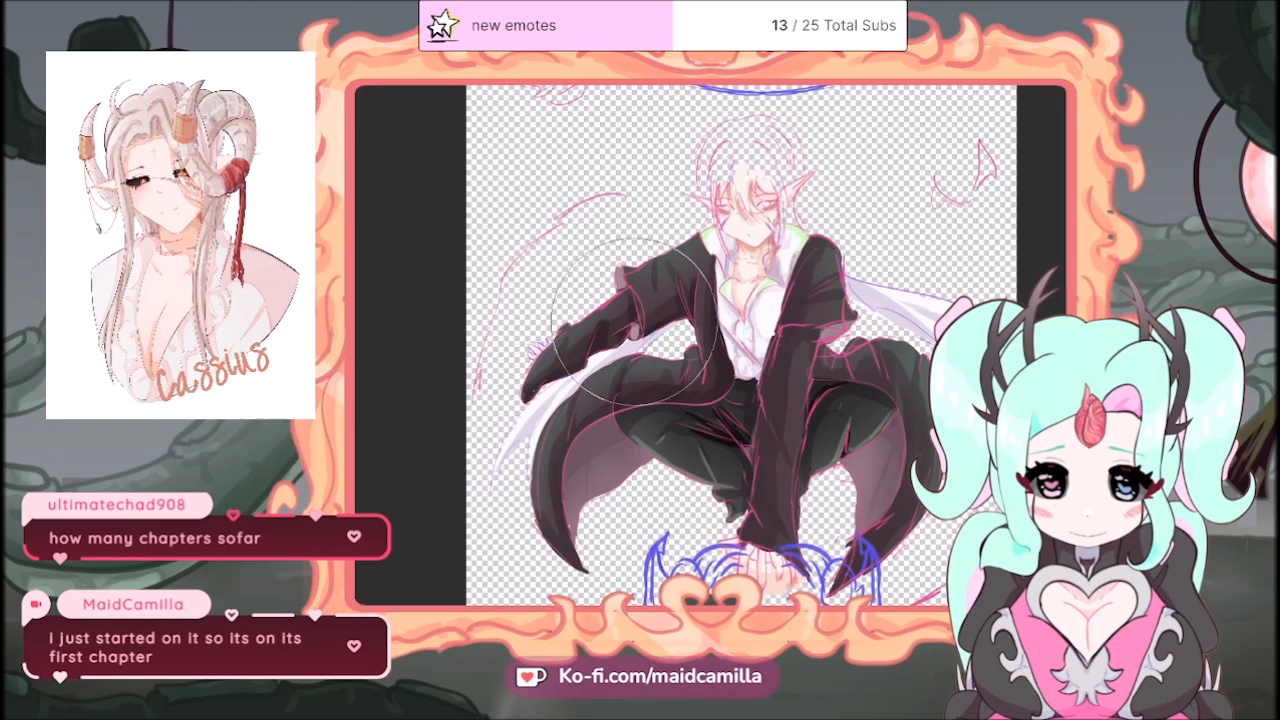 new emotes
13 / 25 Total Subs
Cassius
ultimatechad908
how many chapters sofar
MaidCamilla
I just started on it so its on its
first chapter
Ko-fi.com/maidcamilla